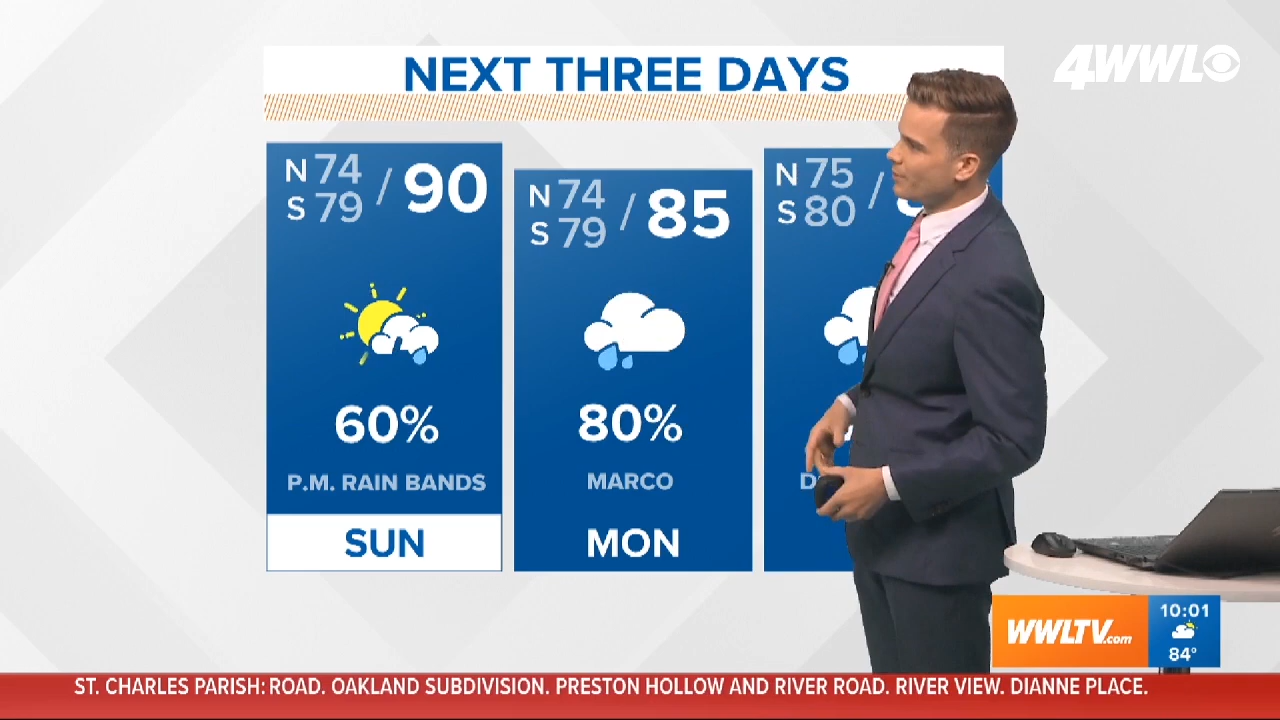 4WWL
NEXT THREE DAYS
N 74
S 79
/ 90
60%
P.M. RAIN BANDS
SUN
N 74
S 79
/ 85
80%
MARCO
MON
N 75
S 80
/
WWLTV.com
10:01
84°
ST. CHARLES PARISH: ROAD. OAKLAND SUBDIVISION. PRESTON HOLLOW AND RIVER ROAD. RIVER VIEW. DIANNE PLACE.